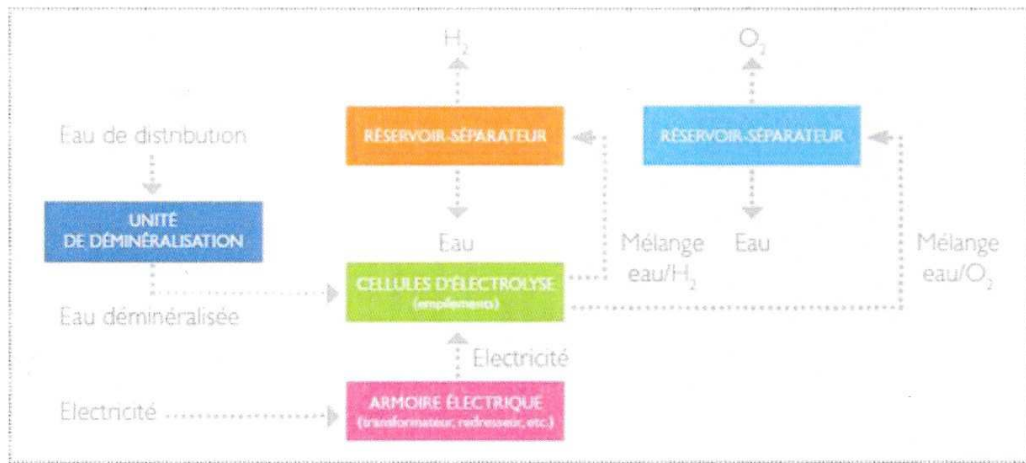 H₂
O₂
Eau de distribution
RÉSERVOIR-SÉPARATEUR
RÉSERVOIR-SÉPARATEUR
UNITÉ
DE DÉMINÉRALISATION
Eau
Mélange
eau/H₂
Eau
Mélange
eau/O₂
CELLULES D'ÉLECTROLYSE
(empilements)
Eau déminéralisée
Electricité
Electricité
ARMOIRE ÉLECTRIQUE
(transformateur, redresseur, etc.)